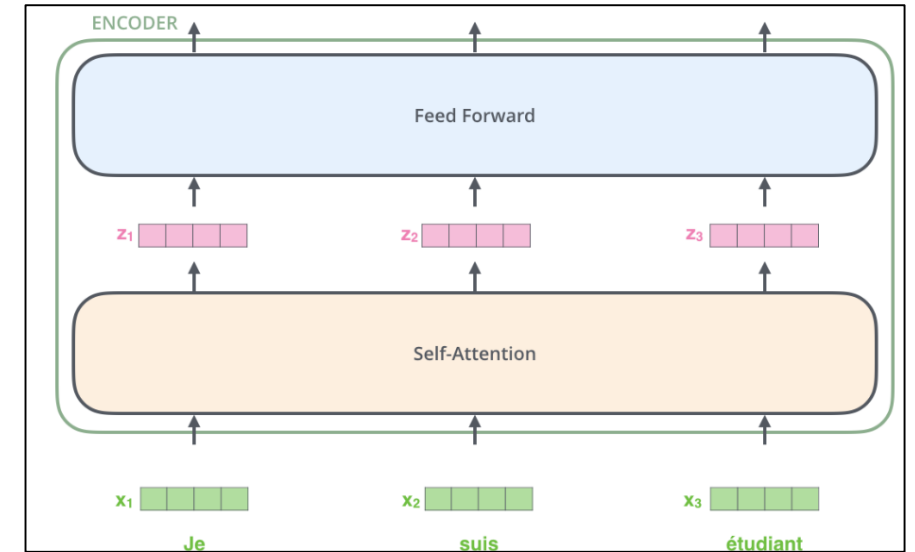 ENCODER
Feed Forward
z₁ z₂ z₃
Self-Attention
x₁ x₂ x₃
Je suis étudiant